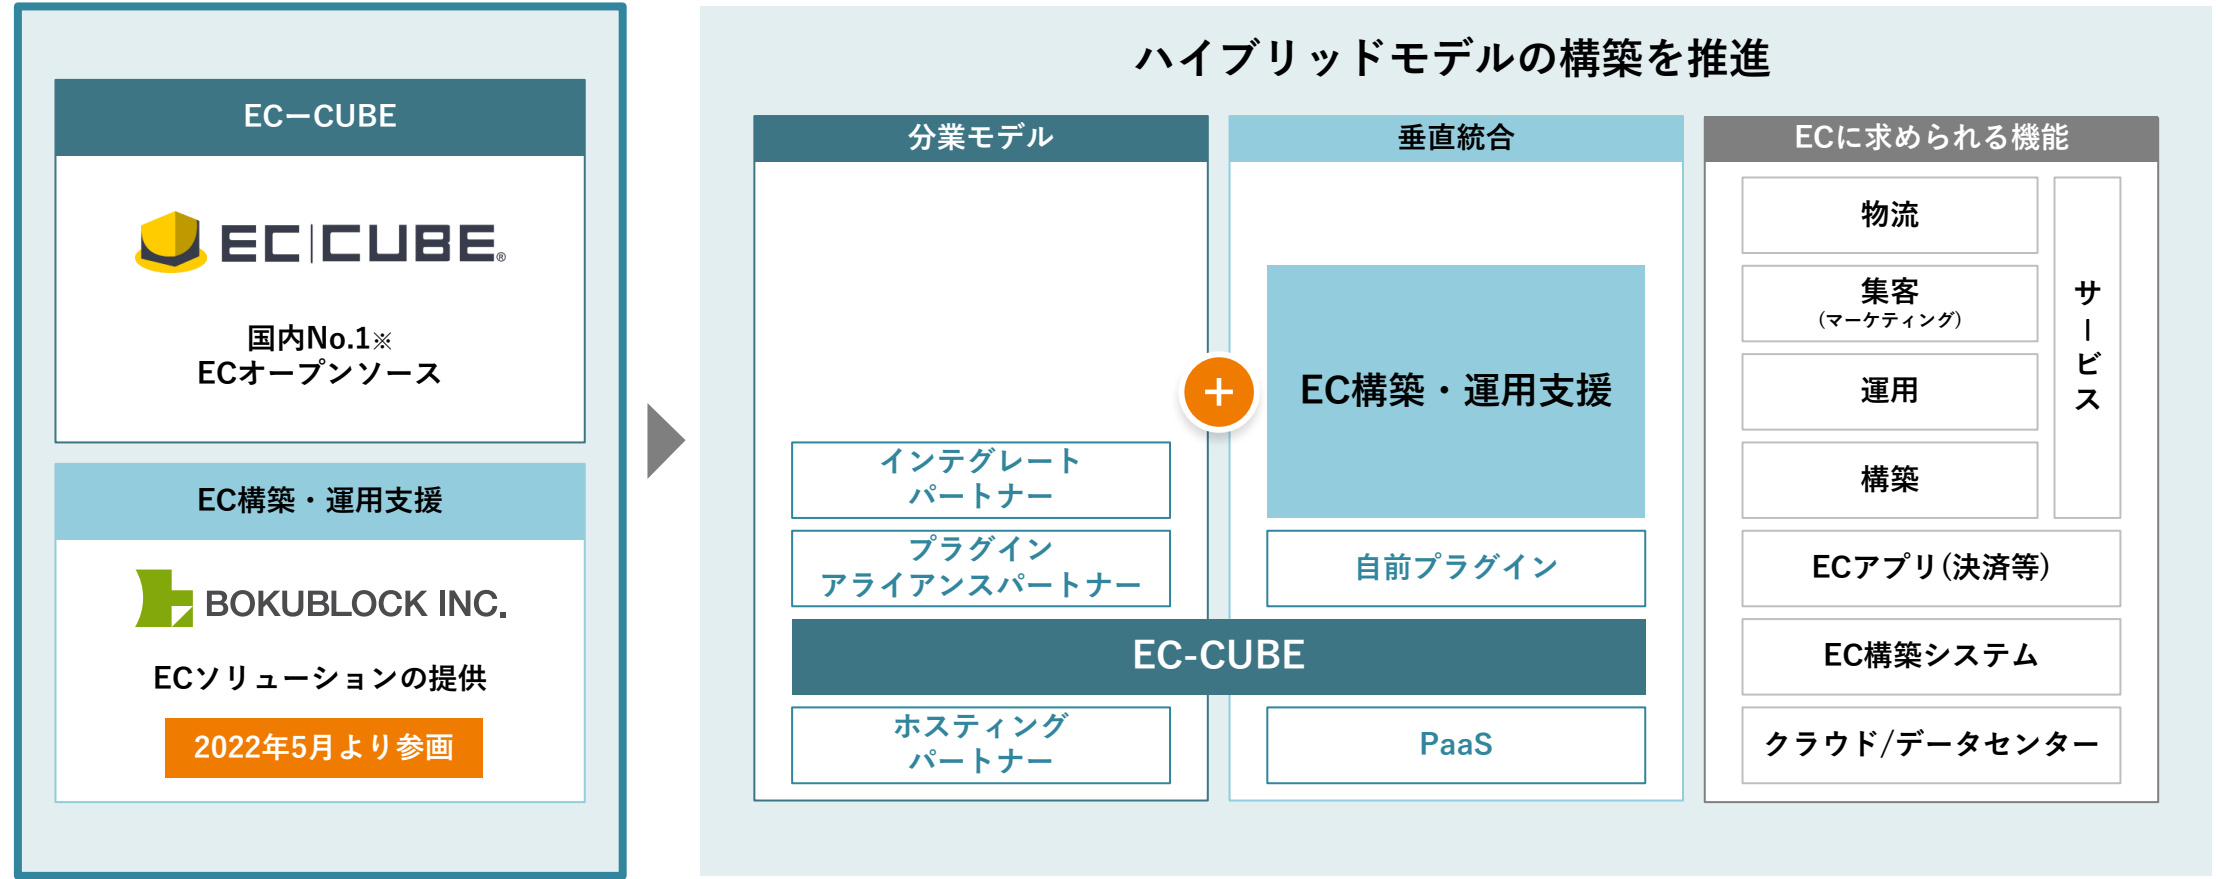 ECーCUBE
EC|CUBE®
国内No.1※
ECオープンソース
EC構築・運用支援
BOKUBLOCK INC.
ECソリューションの提供
2022年5月より参画
ハイブリッドモデルの構築を推進
分業モデル
インテグレート
パートナー
プラグイン
アライアンスパートナー
EC-CUBE
ホスティング
パートナー
+
垂直統合
EC構築・運用支援
自前プラグイン
PaaS
ECに求められる機能
物流
集客
(マーケティング)
運用
構築
サービス
ECアプリ(決済等)
EC構築システム
クラウド/データセンター